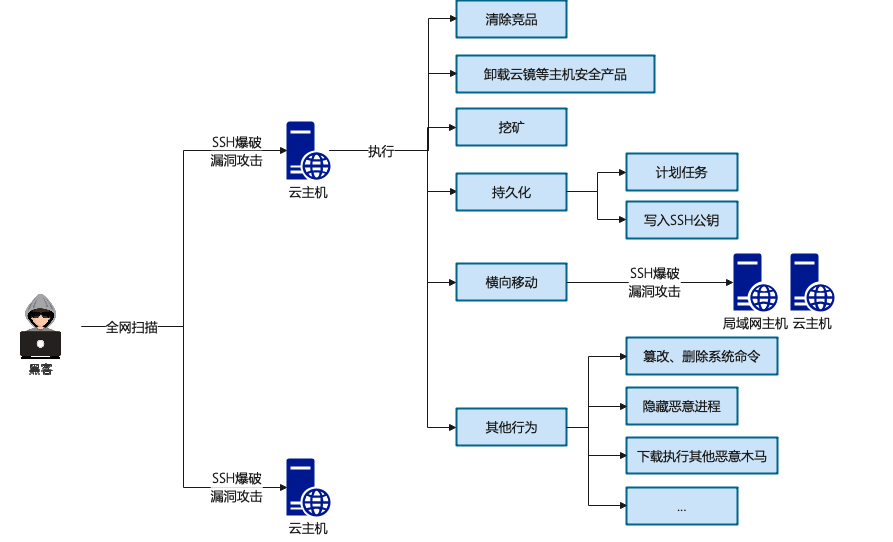 清除竞品
卸载云镜等主机安全产品
挖矿
SSH爆破
漏洞攻击
执行
云主机
持久化
计划任务
写入SSH公钥
横向移动
SSH爆破
漏洞攻击
局域网主机
云主机
全网扫描
黑客
其他行为
篡改、删除系统命令
隐藏恶意进程
下载执行其他恶意木马
...
SSH爆破
漏洞攻击
云主机